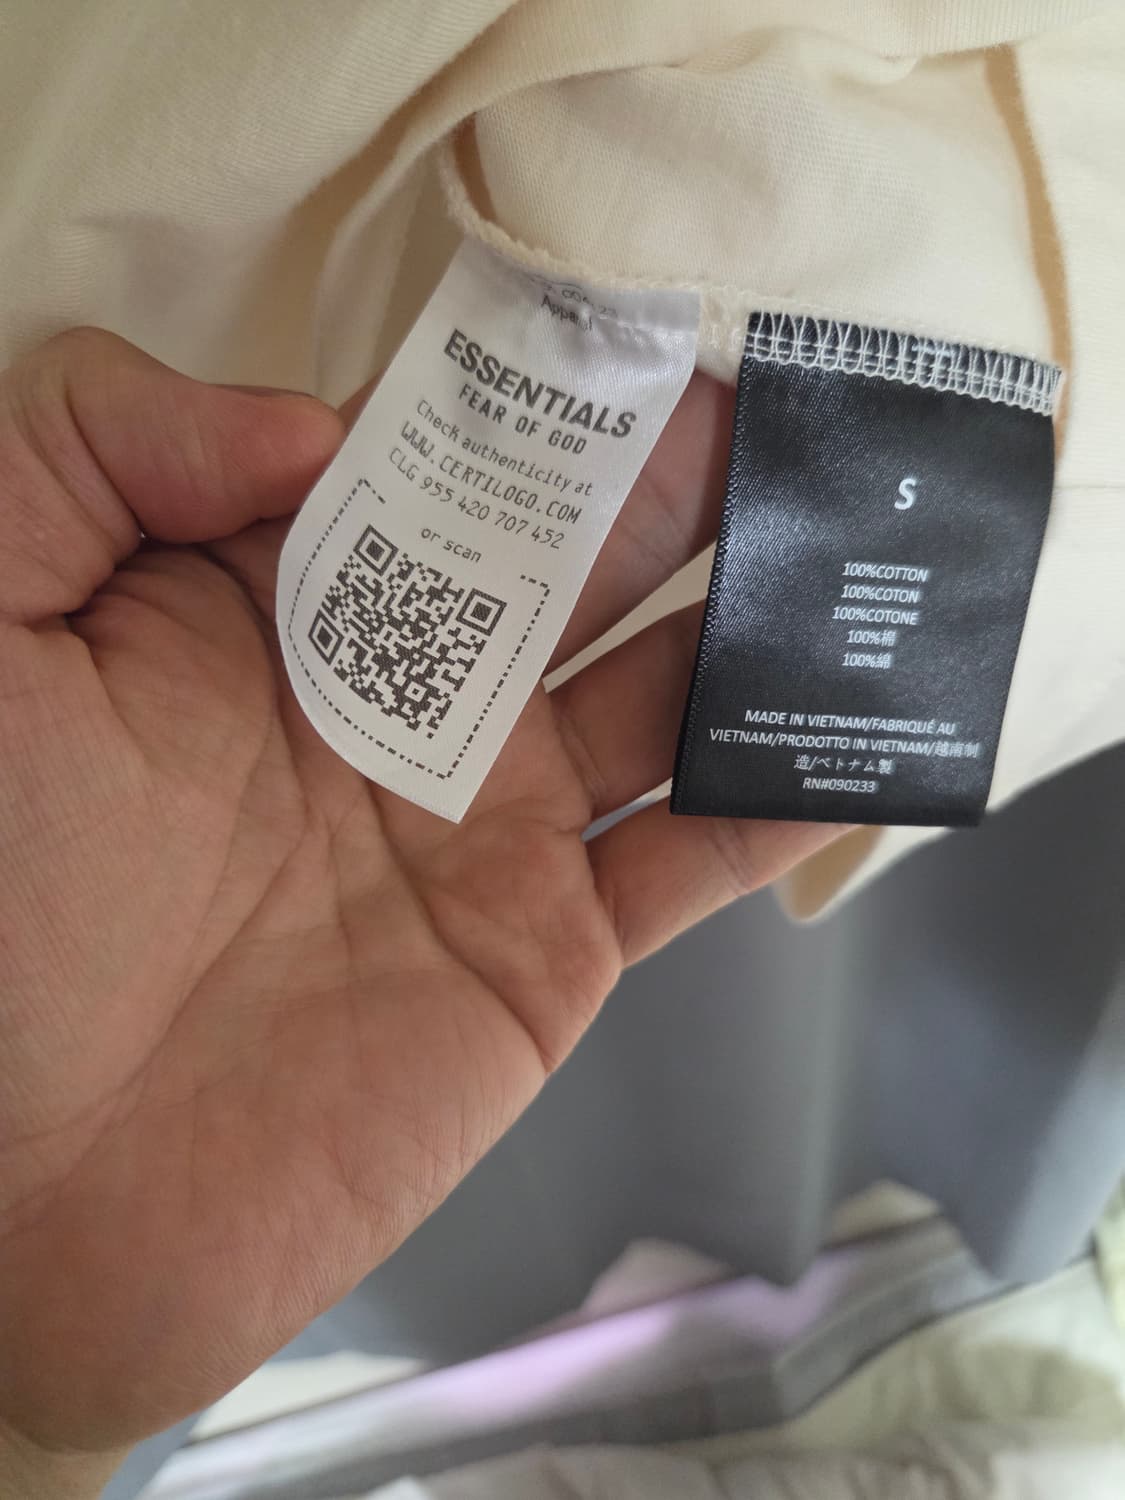 Apparel
ESSENTIALS
FEAR OF GOD
Check authenticity at
WWW.CERTILOGO.COM
CLG 955 420 707 452
or scan
S
100%COTTON
100%COTON
100%COTONE
100%棉
100%綿
MADE IN VIETNAM/FABRIQUÉ AU
VIETNAM/PRODOTTO IN VIETNAM/越南制
造/ベトナム製
RN#090233